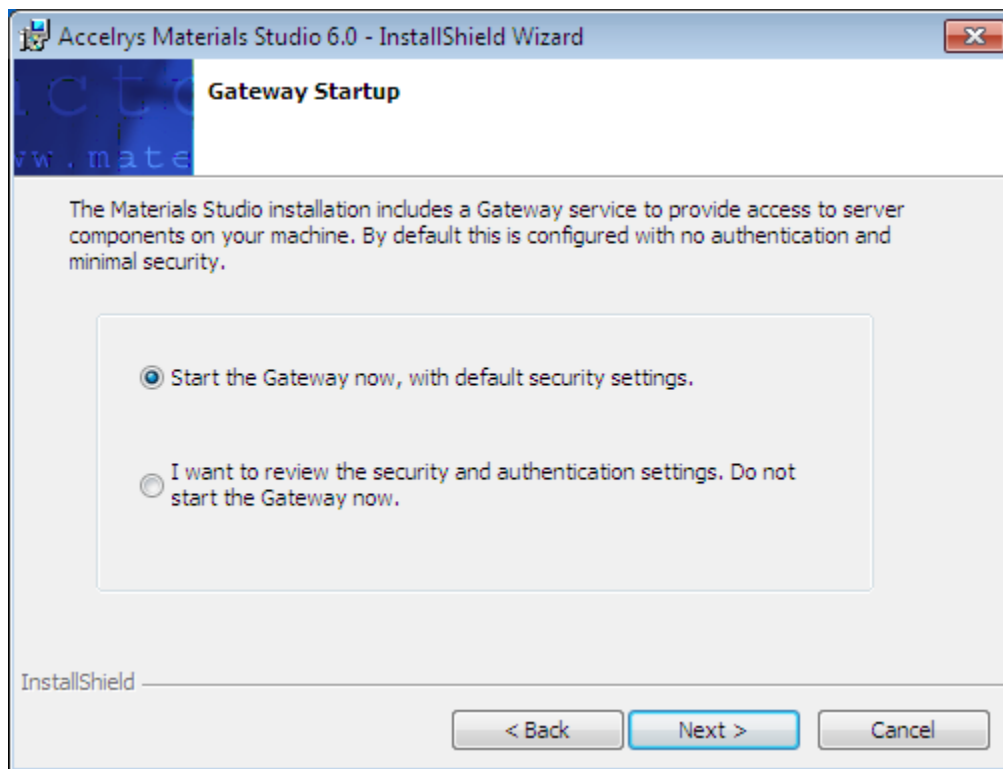 Accelrys Materials Studio 6.0 - InstallShield Wizard
Gateway Startup
The Materials Studio installation includes a Gateway service to provide access to server
components on your machine. By default this is configured with no authentication and
minimal security.
Start the Gateway now, with default security settings.
I want to review the security and authentication settings. Do not
start the Gateway now.
InstallShield
< Back
Next >
Cancel